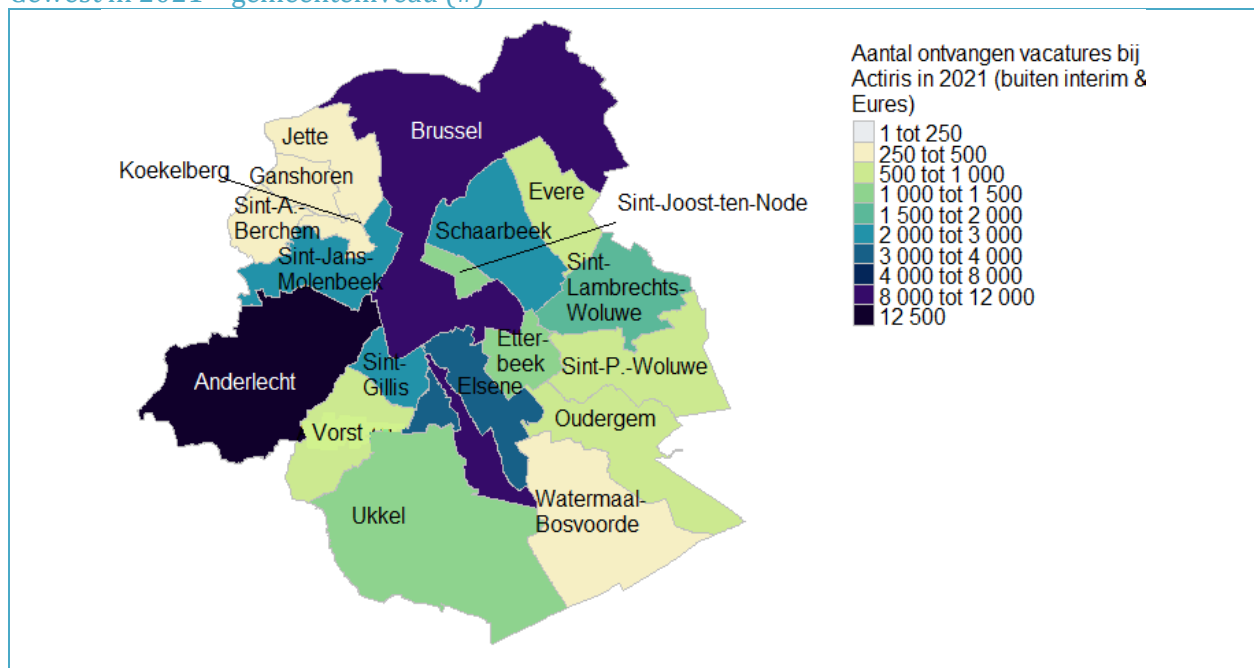 Gewest in 2021 – gemeenteniveau (#)
Aantal ontvangen vacatures bij
Actiris in 2021 (buiten interim &
Eures)
1 tot 250
250 tot 500
500 tot 1 000
1 000 tot 1 500
1 500 tot 2 000
2 000 tot 3 000
3 000 tot 4 000
4 000 tot 8 000
8 000 tot 12 000
12 500
Brussel
Jette
Koekelberg
Ganshoren
Evere
Sint-A.-
Berchem
Sint-Joost-ten-Node
Schaarbeek
Sint-Jans-
Molenbeek
Sint-
Lambrechts-
Woluwe
Etter-
beek
Sint-
Gillis
Sint-P.-Woluwe
Anderlecht
Elsene
Oudergem
Vorst
Watermaal-
Bosvoorde
Ukkel